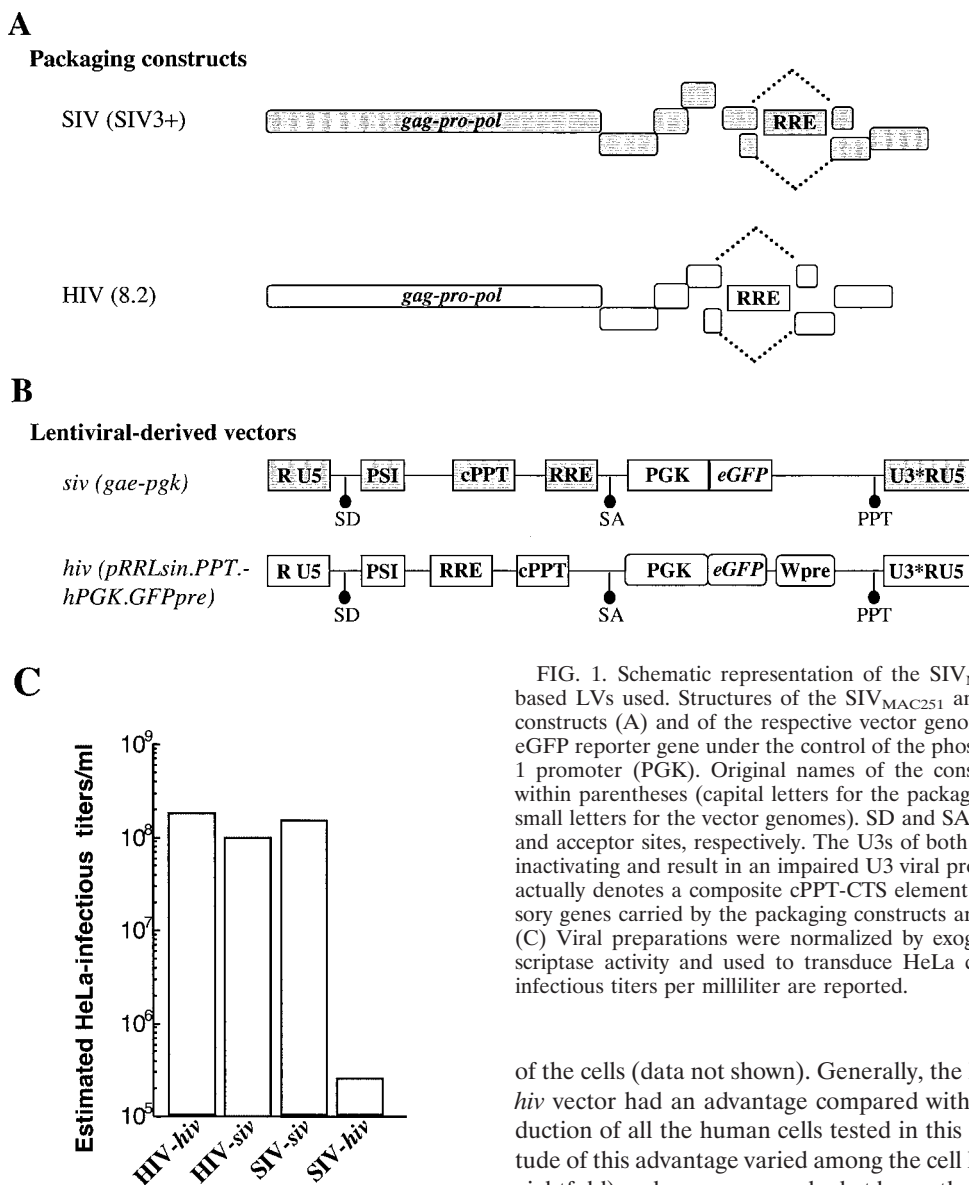 A
Packaging constructs
SIV (SIV3+)
gag-pro-pol
RRE
HIV (8.2)
gag-pro-pol
RRE
B
Lentiviral-derived vectors
siv (gae-pgk)
R U5 PSI cPPT RRE PGK eGFP U3*RU5
SD SA PPT
hiv (pRRLsin.PPT.-
hPGK.GFPpre)
R U5 PSI RRE cPPT PGK eGFP Wpre U3*RU5
SD SA PPT
C
Estimated HeLa-infectious titers/ml
10⁹
10⁸
10⁷
10⁶
10⁵
HIV-hiv
HIV-siv
SIV-siv
SIV-hiv
FIG. 1. Schematic representation of the SIV
based LVs used. Structures of the SIVMAC251
constructs (A) and of the respective vector
eGFP reporter gene under the control of the
1 promoter (PGK). Original names of the
within parentheses (capital letters for the
small letters for the vector genomes). SD and SA
and acceptor sites, respectively. The U3s of both
inactivating and result in an impaired U3 viral
actually denotes a composite cPPT-CTS element
sory genes carried by the packaging constructs
(C) Viral preparations were normalized by
scriptase activity and used to transduce HeLa
infectious titers per milliliter are reported.
of the cells (data not shown). Generally, the
hiv vector had an advantage compared with
duction of all the human cells tested in this
tude of this advantage varied among the cell